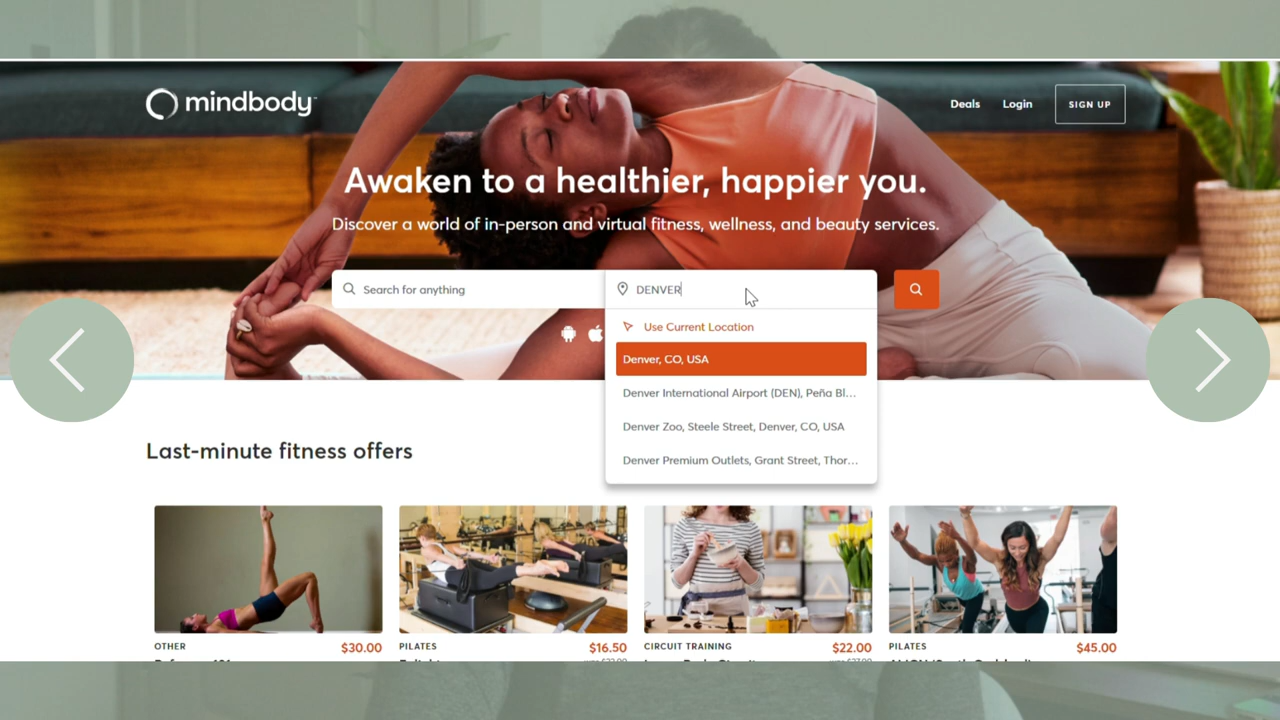 mindbody
Deals
Login
SIGN UP
Awaken to a healthier, happier you.
Discover a world of in-person and virtual fitness, wellness, and beauty services.
Search for anything
DENVER
Use Current Location
Denver, CO, USA
Denver International Airport (DEN), Peña Bl...
Denver Zoo, Steele Street, Denver, CO, USA
Denver Premium Outlets, Grant Street, Thor...
Last-minute fitness offers
OTHER $30.00
PILATES $16.50
CIRCUIT TRAINING $22.00
PILATES $45.00